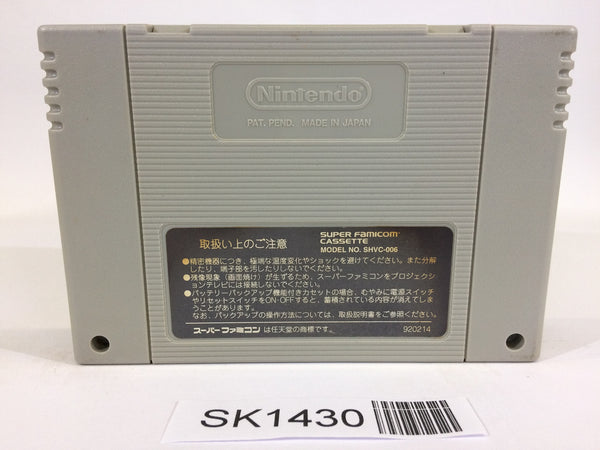 Nintendo
PAT. PEND. MADE IN JAPAN
取扱い上のご注意
SUPER FAMICOM
CASSETTE
MODEL NO. SHVC-006
●精密機器につき、極端な温度変化やショックを避けてください。また分解
したり、端子部を汚したりしないでください。
●残像現象(画面焼け)が生ずるため、スーパーファミコンをプロジェクシ
ョンテレビには接続しないでください。
●バッテリーバックアップ機能付きカセットの場合、むやみに電源スイッチ
やリセットスイッチをON・OFFすると、蓄積されている内容が消えてしま
うことがあります。
なお、バックアップの操作方法については、取扱説明書をご参照ください。
スーパーファミコン は任天堂の商標です。
920214
SK1430